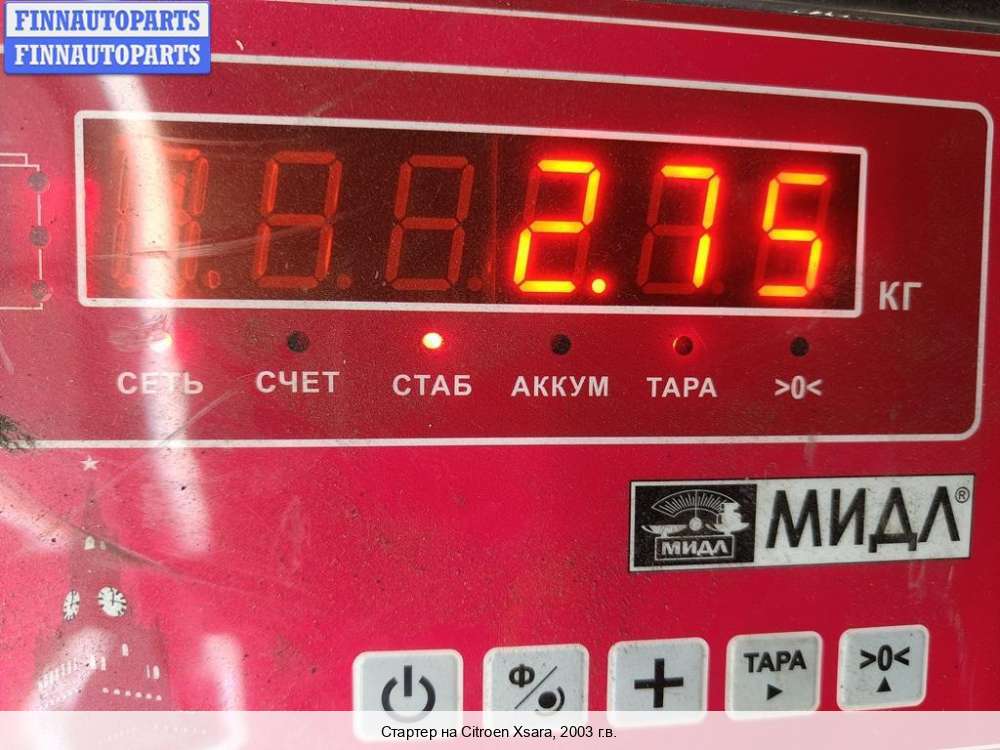 FINNAUTOPARTS
FINNAUTOPARTS
2.75
КГ
СЕТЬ СЧЕТ СТАБ АККУМ ТАРА >0<
МИДЛ МИДЛ®
Ф ТАРА >0<
Стартер на Citroen Xsara, 2003 г.в.